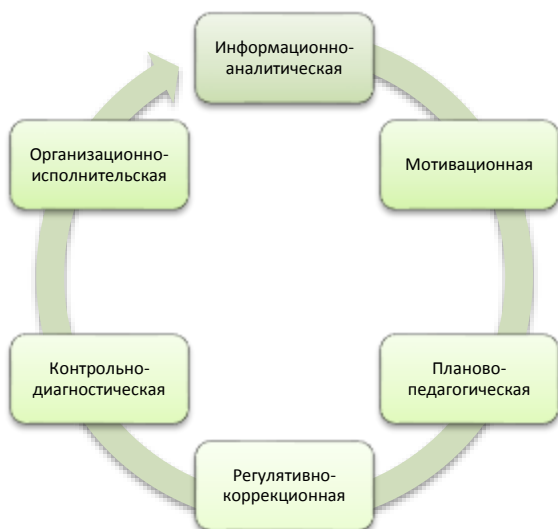 Информационно-
аналитическая
Мотивационная
Планово-
педагогическая
Регулятивно-
коррекционная
Контрольно-
диагностическая
Организационно-
исполнительская